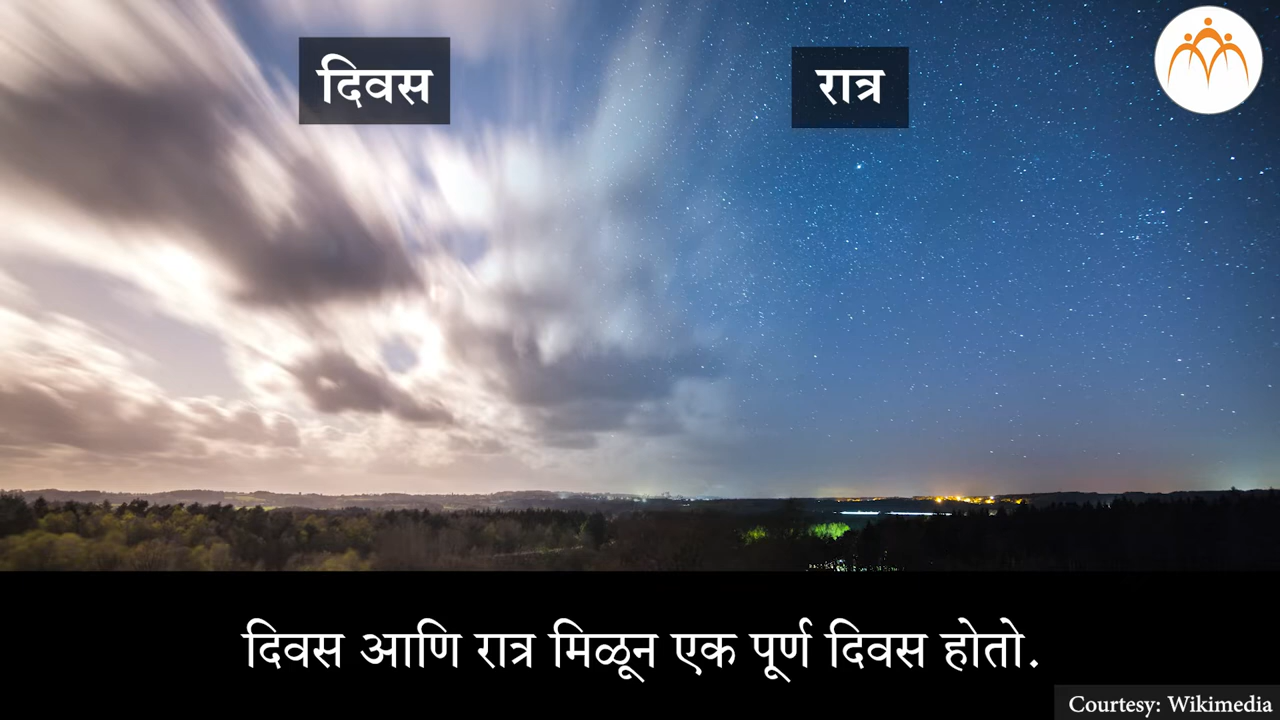 दिवस
रात्र
दिवस आणि रात्र मिळून एक पूर्ण दिवस होतो.
Courtesy: Wikimedia